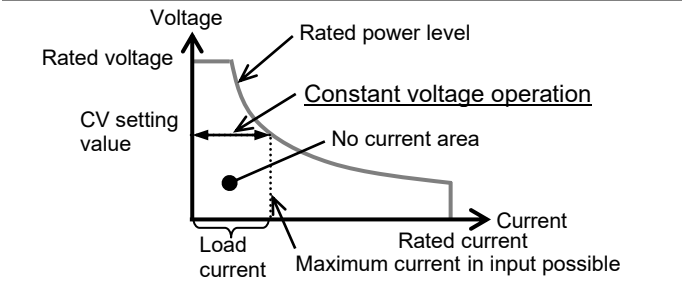 Voltage
Rated power level
Rated voltage
Constant voltage operation
CV setting
value
No current area
Current
Rated current
Load
current
Maximum current in input possible